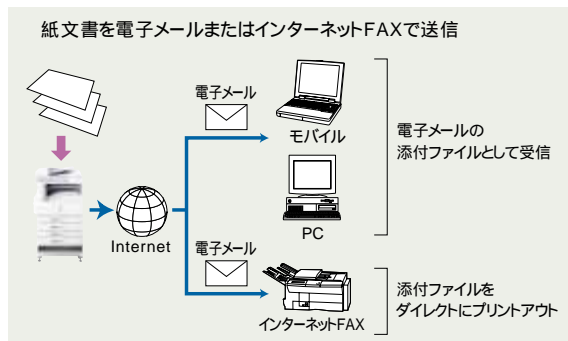 紙文書を電子メールまたはインターネットFAXで送信
電子メール
モバイル
電子メールの
添付ファイルとして受信
Internet
PC
電子メール
インターネットFAX
添付ファイルを
ダイレクトにプリントアウト